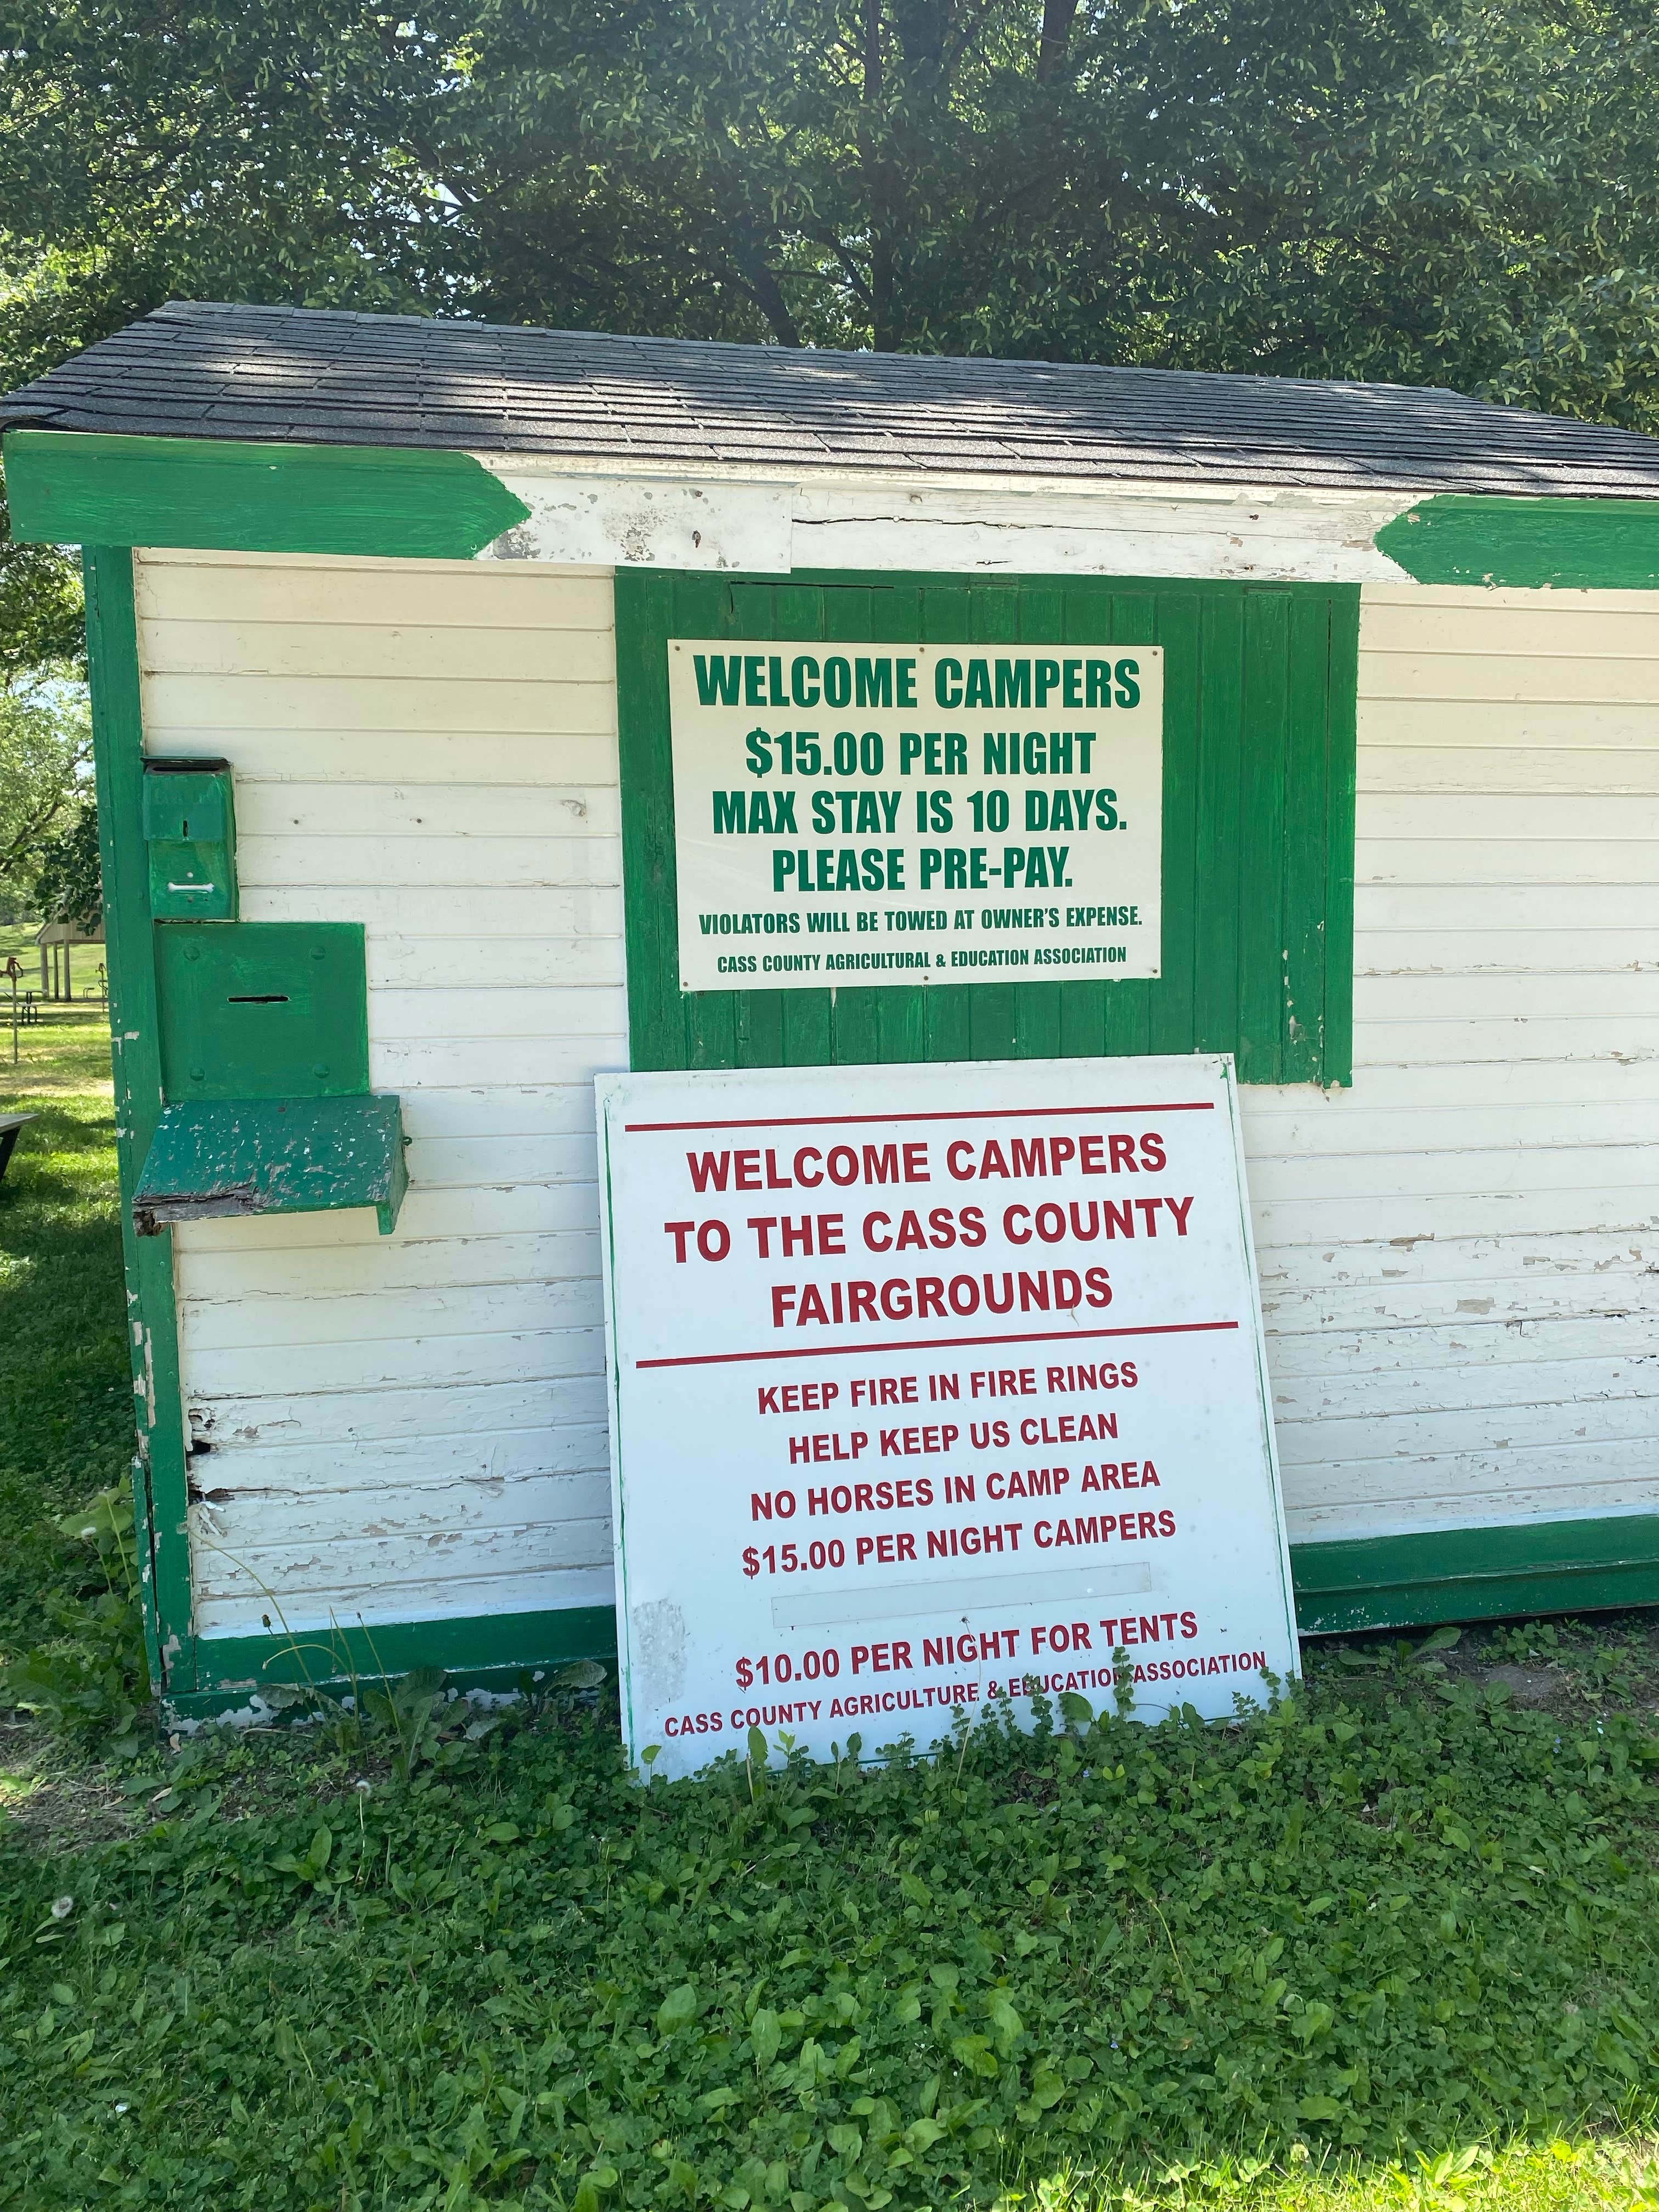 WELCOME CAMPERS
$15.00 PER NIGHT
MAX STAY IS 10 DAYS.
PLEASE PRE-PAY.
VIOLATORS WILL BE TOWED AT OWNER'S EXPENSE.
CASS COUNTY AGRICULTURAL & EDUCATION ASSOCIATION
WELCOME CAMPERS
TO THE CASS COUNTY
FAIRGROUNDS
KEEP FIRE IN FIRE RINGS
HELP KEEP US CLEAN
NO HORSES IN CAMP AREA
$15.00 PER NIGHT CAMPERS
$10.00 PER NIGHT FOR TENTS
CASS COUNTY AGRICULTURE & EDUCATION ASSOCIATION